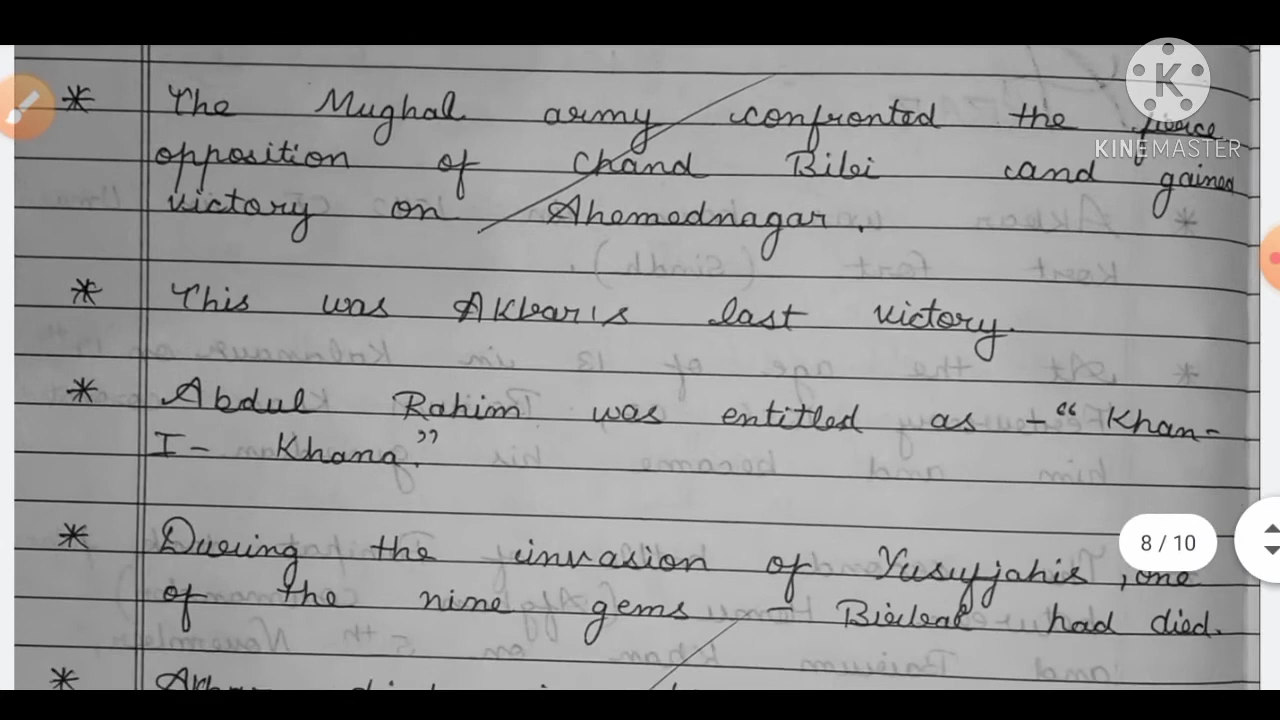 KINEMASTER
* The Mughal army confronted the fierce
opposition of Chand Bibi and gained
victory on Ahemednagar.
* This was Akbar's last victory.
* Abdul Rahim was entitled as - "Khan-
I- Khana."
* During the invasion of Yusufjahis, one
of the nine gems - Birbal had died.
8 / 10
*